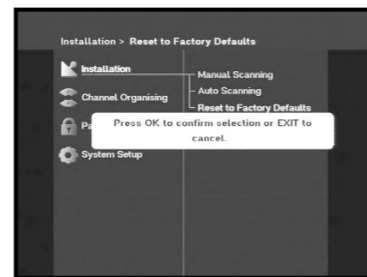 Installation > Reset to Factory Defaults
Installation
Manual Scanning
Auto Scanning
Channel Organising
Reset to Factory Defaults
Press OK to confirm selection or EXIT to
cancel.
System Setup